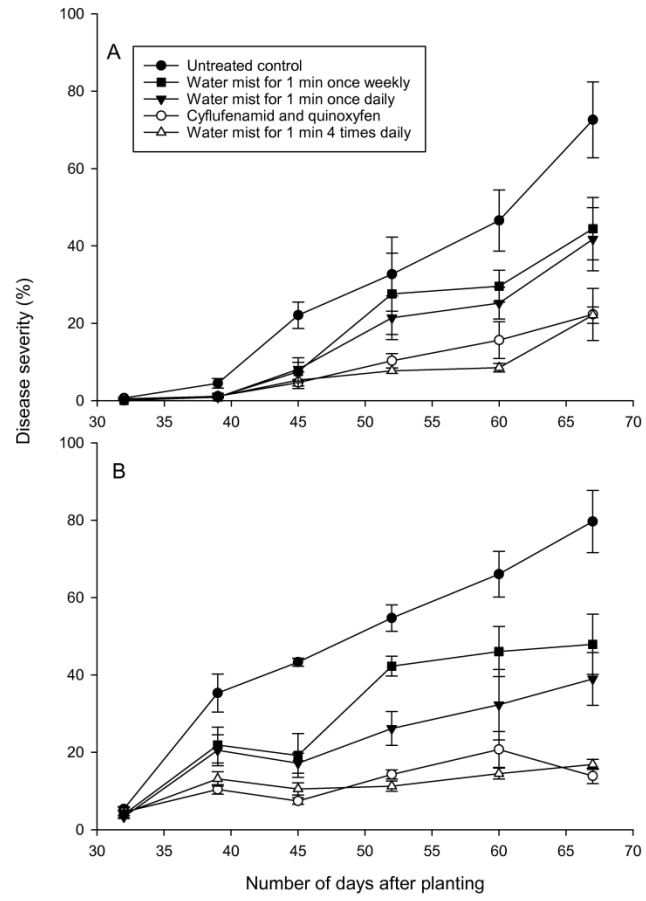 100
A
Untreated control
Water mist for 1 min once weekly
Water mist for 1 min once daily
Cyflufenamid and quinoxyfen
Water mist for 1 min 4 times daily
80
60
40
20
0
30 35 40 45 50 55 60 65 70
Disease severity (%)
100
B
80
60
40
20
0
30 35 40 45 50 55 60 65 70
Number of days after planting